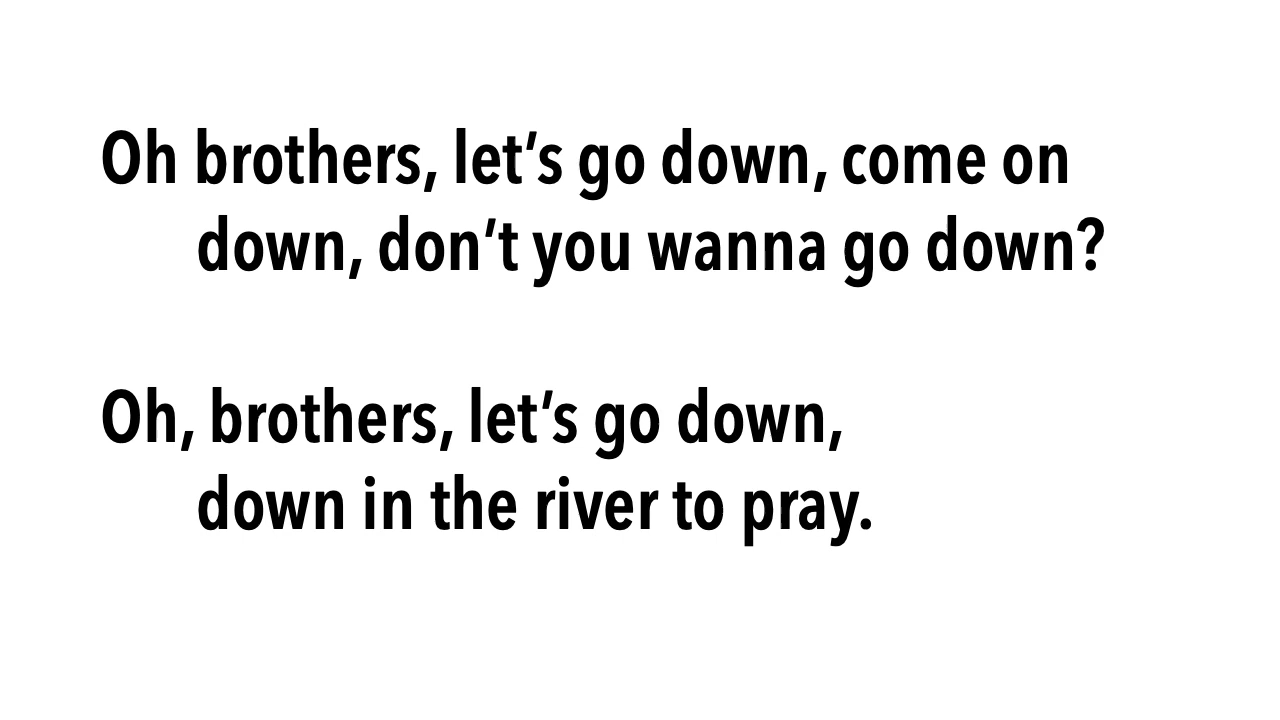 Oh brothers, let’s go down, come on
down, don’t you wanna go down?
Oh, brothers, let’s go down,
down in the river to pray.